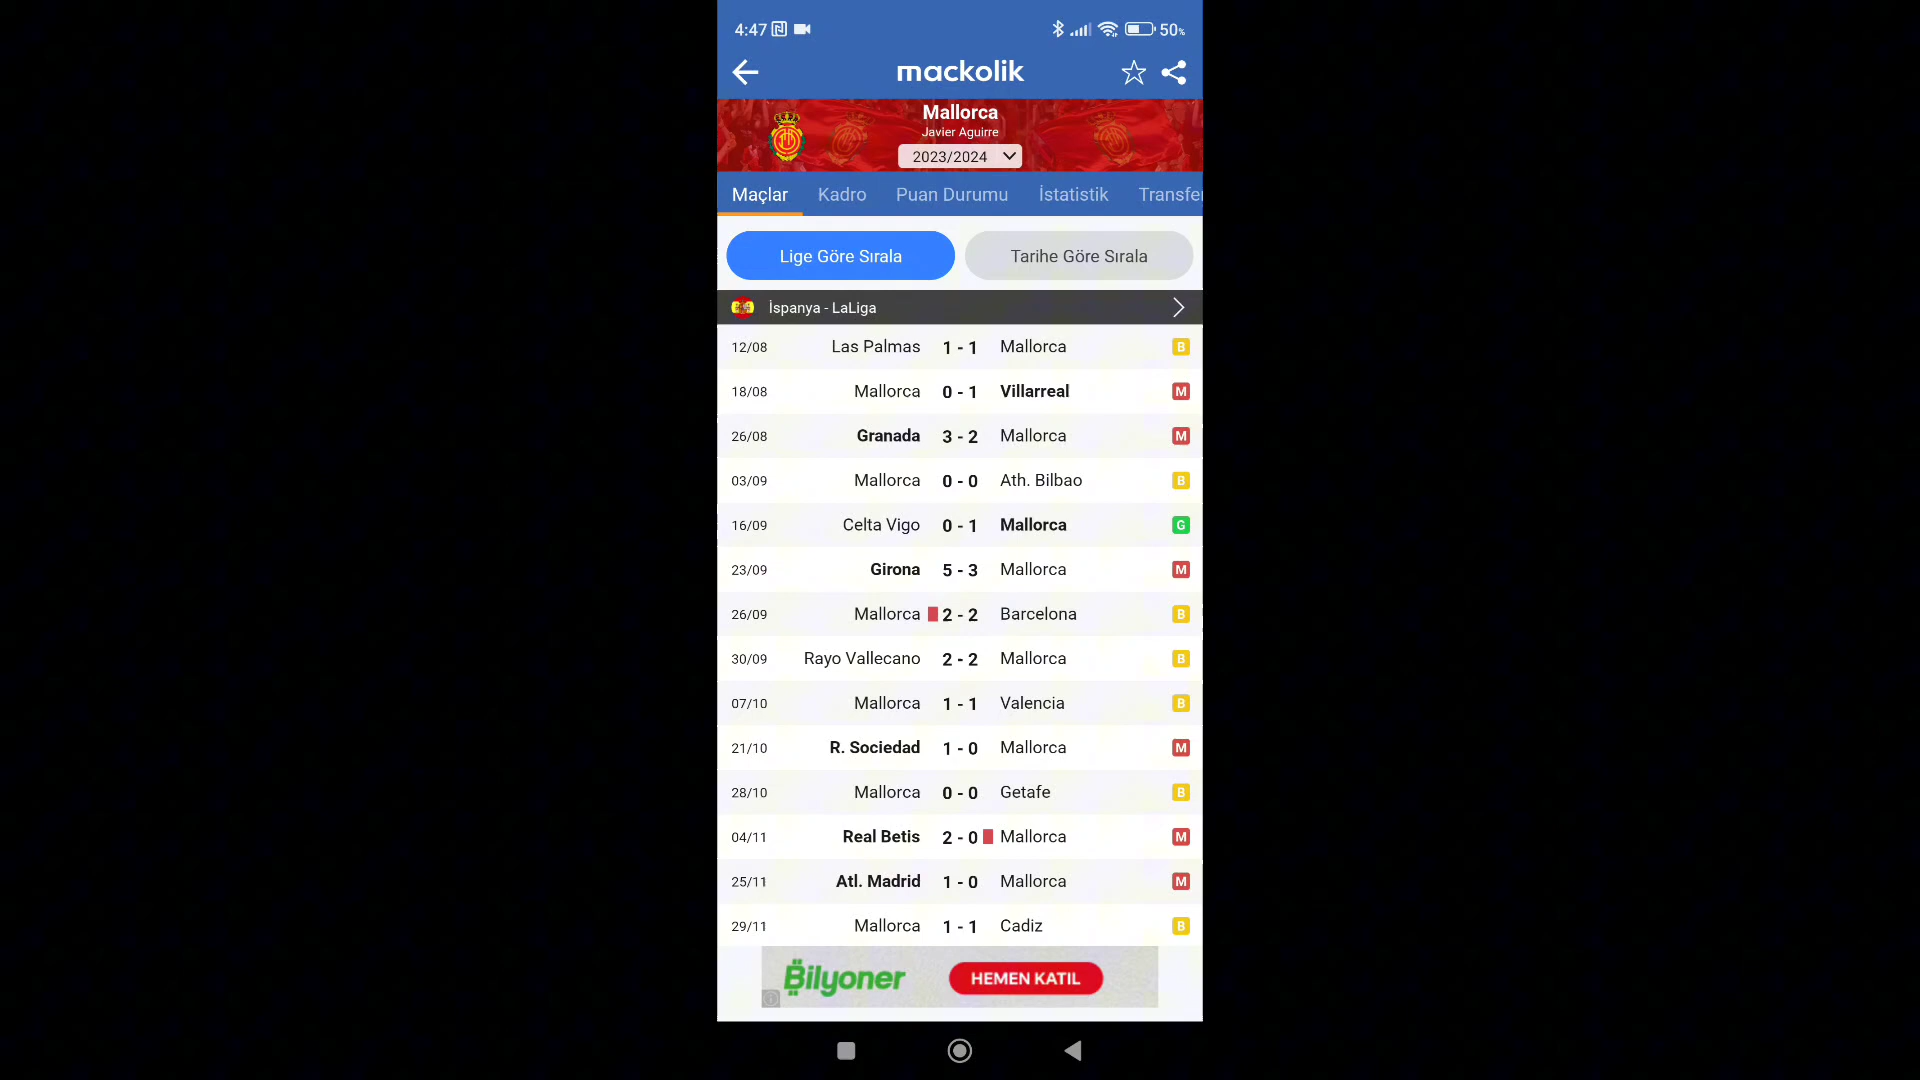 4:47 50%
mackolik
Mallorca
Javier Aguirre
2023/2024
Maçlar Kadro Puan Durumu İstatistik Transfer
Lige Göre Sırala Tarihe Göre Sırala
İspanya - LaLiga
12/08 Las Palmas 1 - 1 Mallorca B
18/08 Mallorca 0 - 1 Villarreal M
26/08 Granada 3 - 2 Mallorca M
03/09 Mallorca 0 - 0 Ath. Bilbao B
16/09 Celta Vigo 0 - 1 Mallorca G
23/09 Girona 5 - 3 Mallorca M
26/09 Mallorca 2 - 2 Barcelona B
30/09 Rayo Vallecano 2 - 2 Mallorca B
07/10 Mallorca 1 - 1 Valencia B
21/10 R. Sociedad 1 - 0 Mallorca M
28/10 Mallorca 0 - 0 Getafe B
04/11 Real Betis 2 - 0 Mallorca M
25/11 Atl. Madrid 1 - 0 Mallorca M
29/11 Mallorca 1 - 1 Cadiz B
Bilyoner HEMEN KATIL